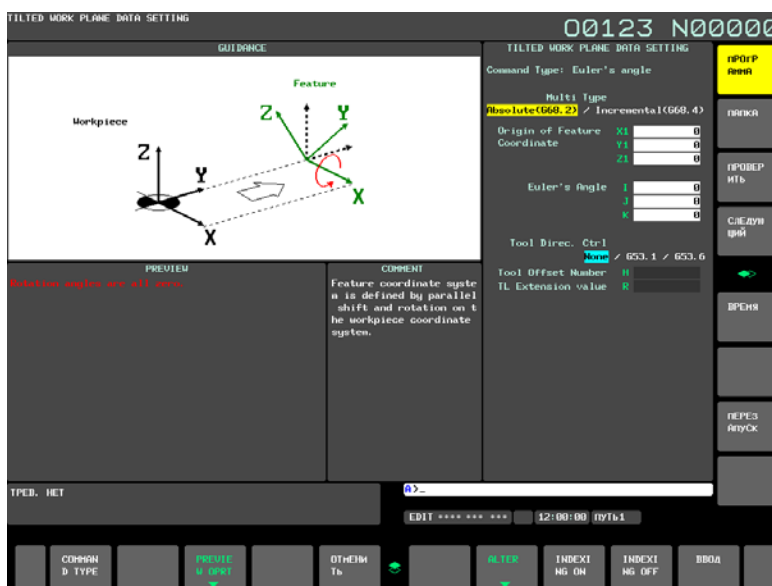 TILTED WORK PLANE DATA SETTING
O0123 N00000
GUIDANCE
Feature
Workpiece
Z
Y
X
Z
Y
X
PREVIEW
Rotation angles are all zero.
COMMENT
Feature coordinate syste
m is defined by parallel
shift and rotation on t
he workpiece coordinate
system.
TILTED WORK PLANE DATA SETTING
Command Type: Euler's angle
Multi Type
Absolute(G68.2) / Incremental(G68.4)
Origin of Feature X1 0
Coordinate Y1 0
Z1 0
Euler's Angle I 0
J 0
K 0
Tool Direc. Ctrl
None / G53.1 / G53.6
Tool Offset Number H
TL Extension value R
ПРОГР
АММА
ПАПКА
ПРОВЕР
ИТЬ
СЛЕДУЮ
ЩИЙ
ВРЕМЯ
ПЕРЕЗ
АПУСК
ТРЕВ. НЕТ
A>_
EDIT **** *** *** 12:00:00 ПУТЬ1
COMMAN
D TYPE
PREVIE
W OPRT
ОТМЕНИ
ТЬ
ALTER
INDEXI
NG ON
INDEXI
NG OFF
ВВОД